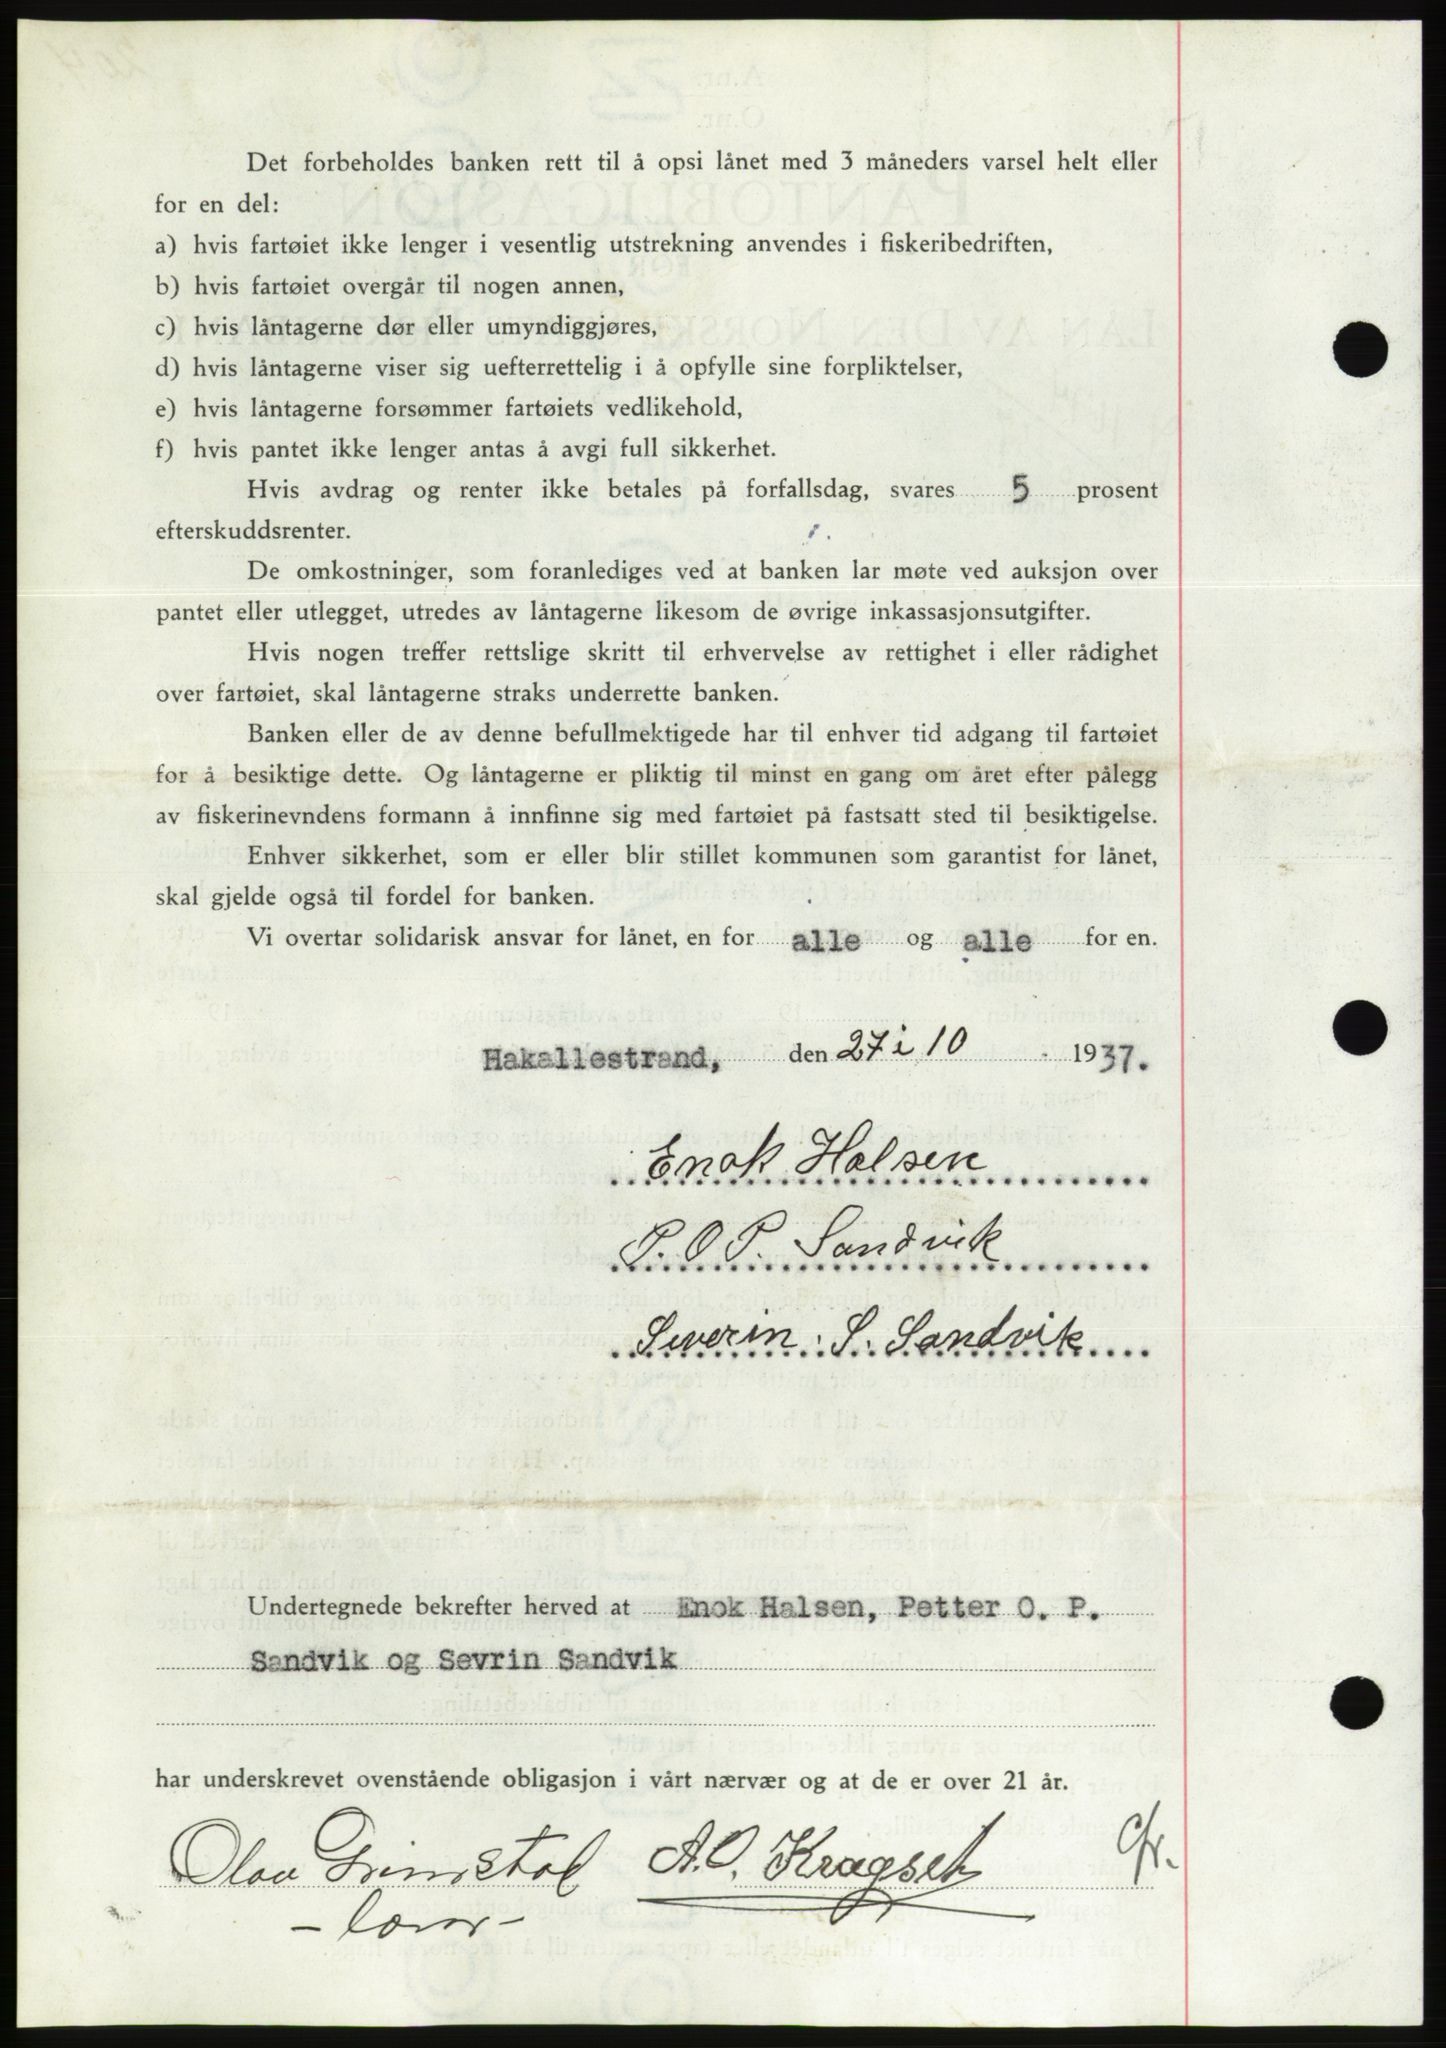 Det forbeholdes banken rett til å opsi lånet med 3 måneders varsel helt eller
for en del:
a) hvis fartøiet ikke lenger i vesentlig utstrekning anvendes i fiskeribedriften,
b) hvis fartøiet overgår til nogen annen,
c) hvis låntagerne dør eller umyndiggjøres,
d) hvis låntagerne viser sig uefterrettelig i å opfylle sine forpliktelser,
e) hvis låntagerne forsømmer fartøiets vedlikehold,
f) hvis pantet ikke lenger antas å avgi full sikkerhet.
Hvis avdrag og renter ikke betales på forfallsdag, svares 5 prosent
efterskuddsrenter.
De omkostninger, som foranlediges ved at banken lar møte ved auksjon over
pantet eller utlegget, utredes av låntagerne likesom de øvrige inkassasjonsutgifter.
Hvis nogen treffer rettslige skritt til erhvervelse av rettighet i eller rådighet
over fartøiet, skal låntagerne straks underrette banken.
Banken eller de av denne befullmektigede har til enhver tid adgang til fartøiet
for å besiktige dette. Og låntagerne er pliktig til minst en gang om året efter pålegg
av fiskerinevndens formann å innfinne sig med fartøiet på fastsatt sted til besiktigelse.
Enhver sikkerhet, som er eller blir stillet kommunen som garantist for lånet,
skal gjelde også til fordel for banken.
Vi overtar solidarisk ansvar for lånet, en for alle og alle for en.
Hakallestrand, den 27 i 10 1937.
Enok Halsen
P. O. P. Sandvik
Severin S. Sandvik
Undertegnede bekrefter herved at Enok Halsen, Petter O. P.
Sandvik og Sevrin Sandvik
har underskrevet ovenstående obligasjon i vårt nærvær og at de er over 21 år.
Olav Grimstad A. O. Kragset